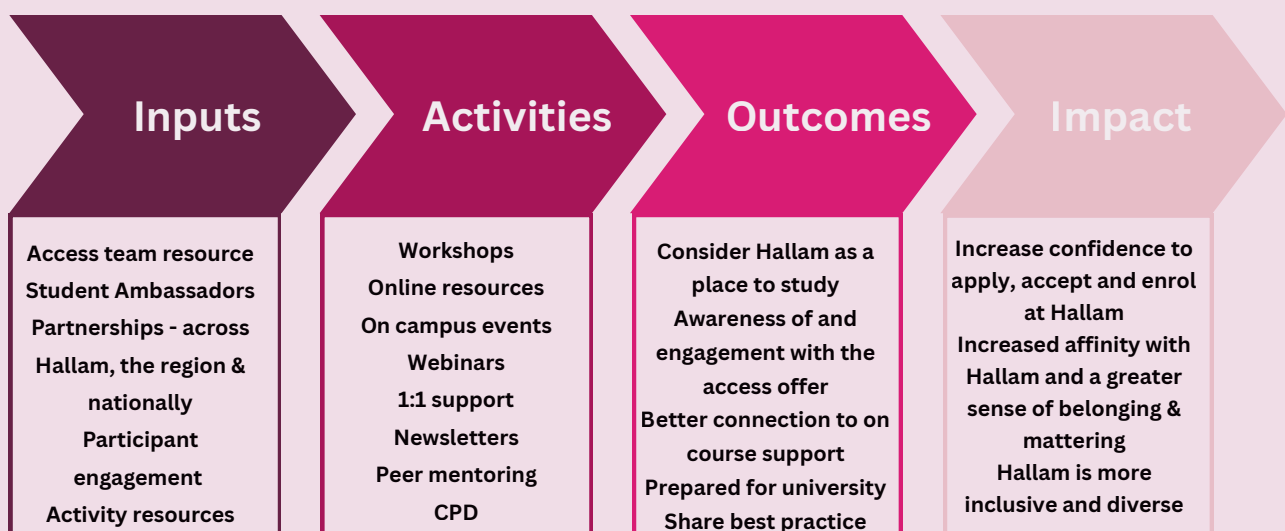 Inputs
Access team resource
Student Ambassadors
Partnerships - across
Hallam, the region &
nationally
Participant
engagement
Activity resources
Activities
Workshops
Online resources
On campus events
Webinars
1:1 support
Newsletters
Peer mentoring
CPD
Outcomes
Consider Hallam as a
place to study
Awareness of and
engagement with the
access offer
Better connection to on
course support
Prepared for university
Share best practice
Impact
Increase confidence to
apply, accept and enrol
at Hallam
Increased affinity with
Hallam and a greater
sense of belonging &
mattering
Hallam is more
inclusive and diverse